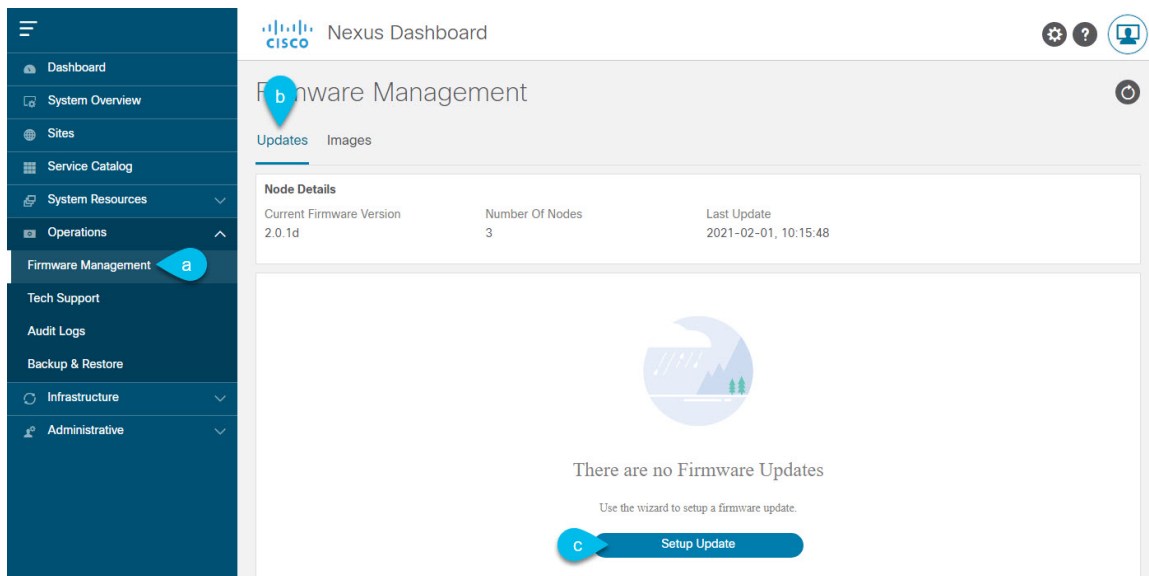 CISCO Nexus Dashboard
Dashboard
System Overview
Sites
Service Catalog
System Resources
Operations
Firmware Management a
Tech Support
Audit Logs
Backup & Restore
Infrastructure
Administrative
?
Management
b
Updates Images
Node Details
Current Firmware Version Number Of Nodes Last Update
2.0.1d 3 2021-02-01, 10:15:48
There are no Firmware Updates
Use the wizard to setup a firmware update.
c Setup Update